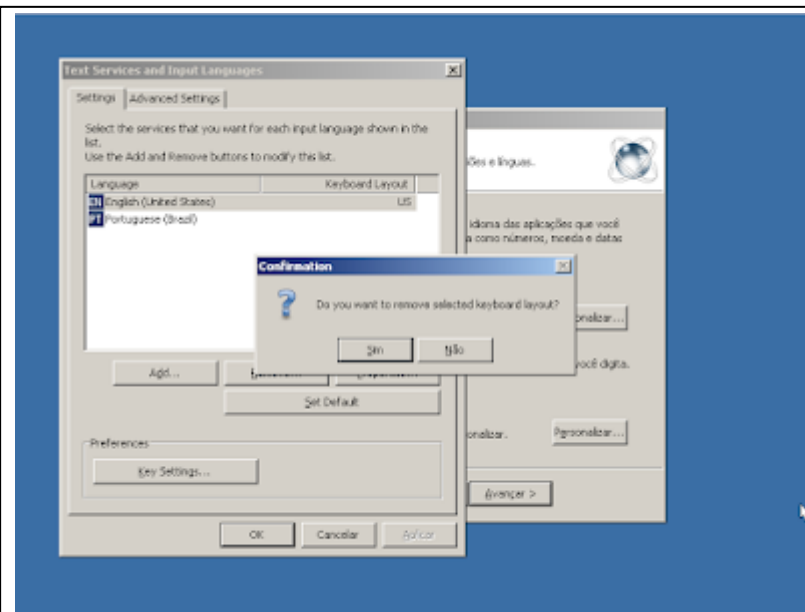 Text Services and Input Languages
Settings
Advanced Settings
Select the services that you want for each input language shown in the
list.
Use the Add and Remove buttons to modify this list.
Language Keyboard Layout
EN English (United States) US
PT Portuguese (Brazil)
ões e línguas.
idioma das aplicações que você
a como números, moeda e datas
Confirmation
Do you want to remove selected keyboard layout?
Sim Não
onalizar...
você digita.
Add...
Set Default
onalizar. Personalizar...
Preferences
Key Settings...
Avançar >
OK Cancelar Aplicar